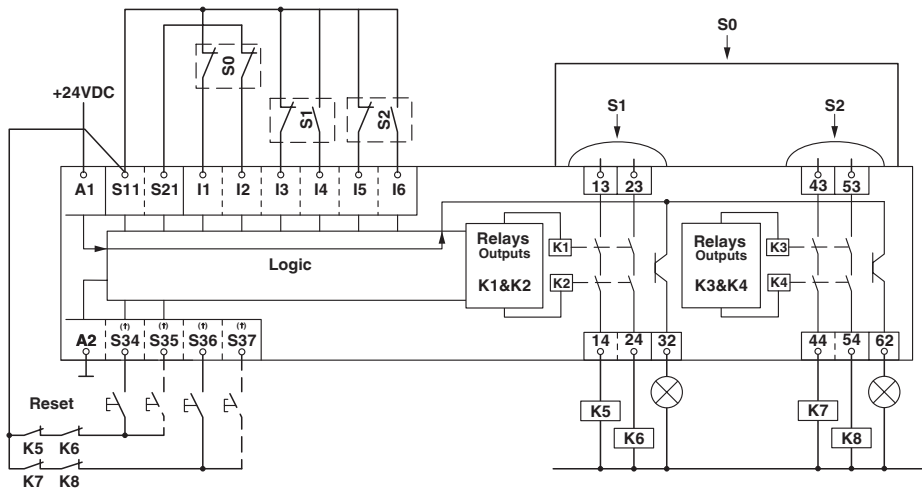 S0
S0
S1
S2
+24VDC
S1
S2
A1 S11 S21 I1 I2 I3 I4 I5 I6
13 23
43 53
Logic
Relays
Outputs
K1&K2
K1
K2
Relays
Outputs
K3&K4
K3
K4
A2 S34 S35 S36 S37
(†) (†) (†) (†)
14 24 32
44 54 62
Reset
K5
K6
K7
K8
K5 K6
K7 K8